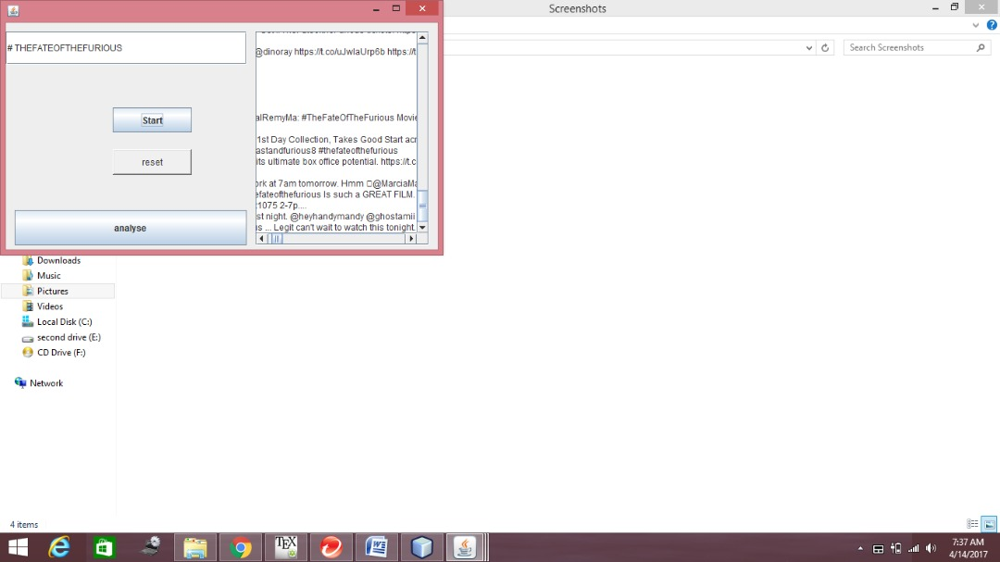 Screenshots
# THEFATEOFTHEFURIOUS
Start
reset
analyse
@dinoray https://t.co/uJwlaUrp6b https://t
alRemyMa: #TheFateOfTheFurious Movie
1st Day Collection, Takes Good Start acr
astandfurious8 #thefateofthefurious
its ultimate box office potential. https://t.c
ork at 7am tomorrow. Hmm @MarciaMa
efateofthefurious Is such a GREAT FILM.
:1075 2-7p....
st night. @heyhandymandy @ghostamii
is ... Legit can't wait to watch this tonight.
Search Screenshots
Downloads
Music
Pictures
Videos
Local Disk (C:)
second drive (E:)
CD Drive (F:)
Network
4 items
TEX
7:37 AM
4/14/2017